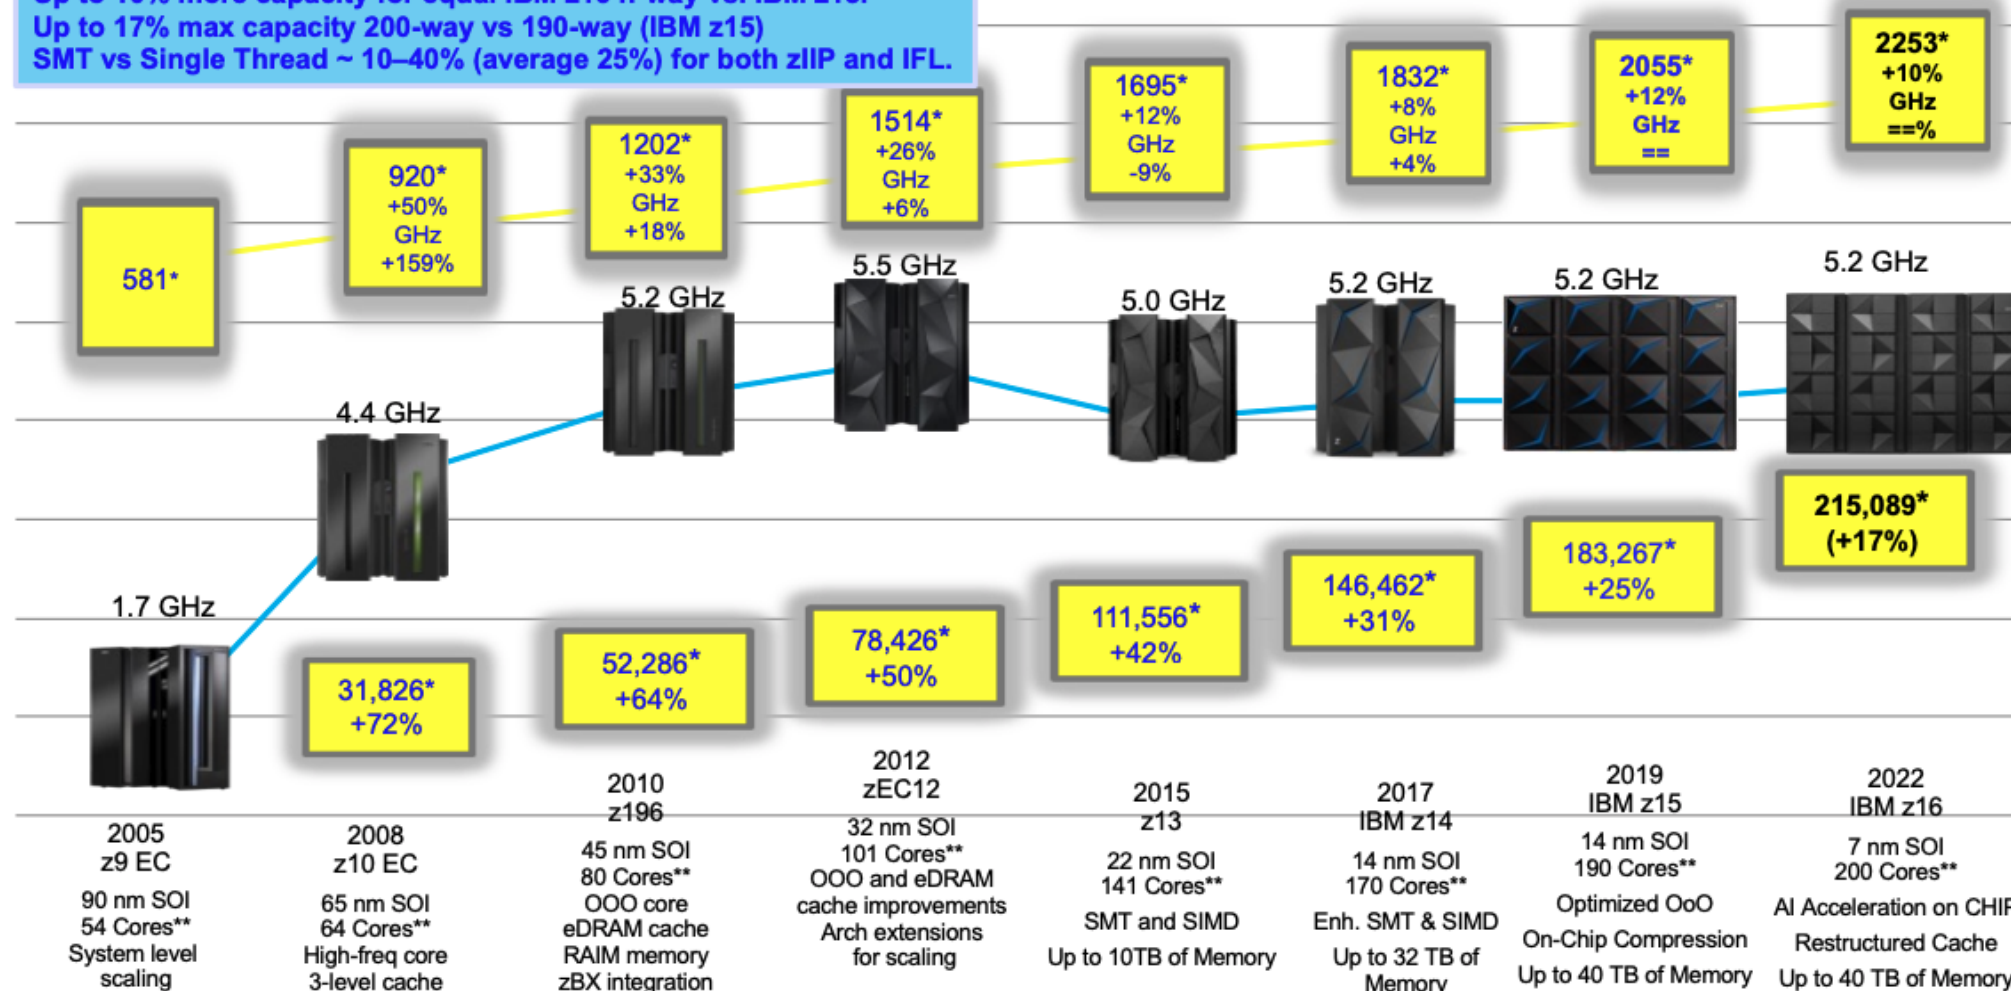 Up to 17% max capacity 200-way vs 190-way (IBM z15)
SMT vs Single Thread ~ 10–40% (average 25%) for both zIIP and IFL.
581*
920*
+50%
GHz
+159%
1202*
+33%
GHz
+18%
1514*
+26%
GHz
+6%
1695*
+12%
GHz
-9%
1832*
+8%
GHz
+4%
2055*
+12%
GHz
==
2253*
+10%
GHz
==%
1.7 GHz
4.4 GHz
5.2 GHz
5.5 GHz
5.0 GHz
5.2 GHz
5.2 GHz
5.2 GHz
31,826*
+72%
52,286*
+64%
78,426*
+50%
111,556*
+42%
146,462*
+31%
183,267*
+25%
215,089*
(+17%)
2005
z9 EC
90 nm SOI
54 Cores**
System level
scaling
2008
z10 EC
65 nm SOI
64 Cores**
High-freq core
3-level cache
2010
z196
45 nm SOI
80 Cores**
OOO core
eDRAM cache
RAIM memory
zBX integration
2012
zEC12
32 nm SOI
101 Cores**
OOO and eDRAM
cache improvements
Arch extensions
for scaling
2015
z13
22 nm SOI
141 Cores**
SMT and SIMD
Up to 10TB of Memory
2017
IBM z14
14 nm SOI
170 Cores**
Enh. SMT & SIMD
Up to 32 TB of
Memory
2019
IBM z15
14 nm SOI
190 Cores**
Optimized OoO
On-Chip Compression
Up to 40 TB of Memory
2022
IBM z16
7 nm SOI
200 Cores**
AI Acceleration on CHIP
Restructured Cache
Up to 40 TB of Memory